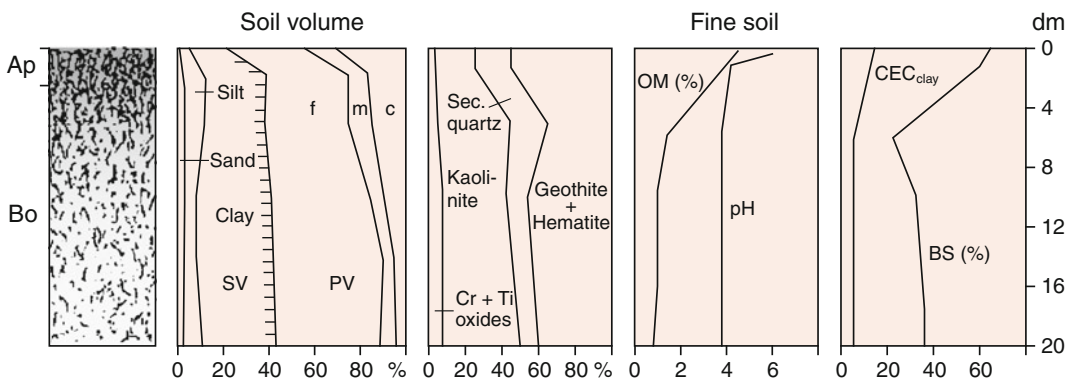 Soil volume
Fine soil
dm
Ap
Bo
Silt
Sand
Clay
SV
PV
f
m
c
0 20 40 60 80 %
Sec.
quartz
Kaoli-
nite
Geothite
+
Hematite
Cr + Ti
oxides
0 20 40 60 80 %
OM (%)
pH
0 2 4 6 8
CEC clay
BS (%)
0 20 40 60 80
0
4
8
12
16
20